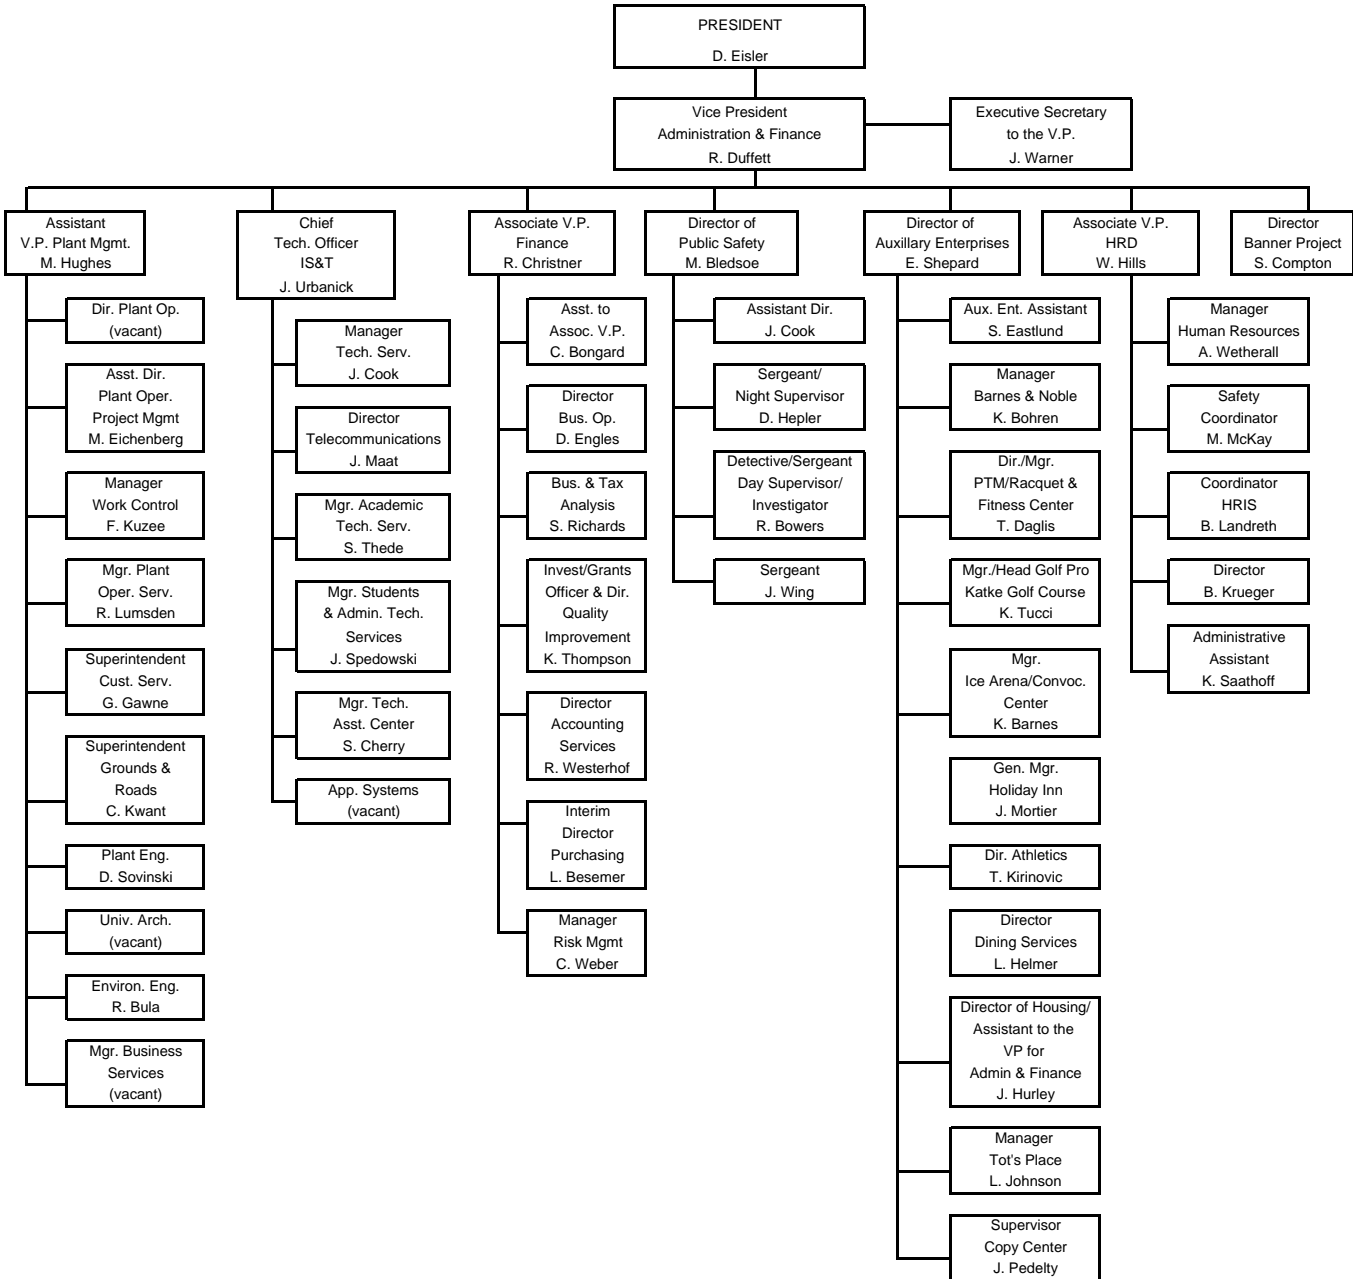 PRESIDENT
D. Eisler
Vice President
Administration & Finance
R. Duffett
Executive Secretary
to the V.P.
J. Warner
Assistant
V.P. Plant Mgmt.
M. Hughes
Chief
Tech. Officer
IS&T
J. Urbanick
Associate V.P.
Finance
R. Christner
Director of
Public Safety
M. Bledsoe
Director of
Auxillary Enterprises
E. Shepard
Associate V.P.
HRD
W. Hills
Director
Banner Project
S. Compton
Dir. Plant Op.
(vacant)
Asst. Dir.
Plant Oper.
Project Mgmt
M. Eichenberg
Manager
Work Control
F. Kuzee
Mgr. Plant
Oper. Serv.
R. Lumsden
Superintendent
Cust. Serv.
G. Gawne
Superintendent
Grounds &
Roads
C. Kwant
Plant Eng.
D. Sovinski
Univ. Arch.
(vacant)
Environ. Eng.
R. Bula
Mgr. Business
Services
(vacant)
Manager
Tech. Serv.
J. Cook
Director
Telecommunications
J. Maat
Mgr. Academic
Tech. Serv.
S. Thede
Mgr. Students
& Admin. Tech.
Services
J. Spedowski
Mgr. Tech.
Asst. Center
S. Cherry
App. Systems
(vacant)
Asst. to
Assoc. V.P.
C. Bongard
Director
Bus. Op.
D. Engles
Bus. & Tax
Analysis
S. Richards
Invest/Grants
Officer & Dir.
Quality
Improvement
K. Thompson
Director
Accounting
Services
R. Westerhof
Interim
Director
Purchasing
L. Besemer
Manager
Risk Mgmt
C. Weber
Assistant Dir.
J. Cook
Sergeant/
Night Supervisor
D. Hepler
Detective/Sergeant
Day Supervisor/
Investigator
R. Bowers
Sergeant
J. Wing
Aux. Ent. Assistant
S. Eastlund
Manager
Barnes & Noble
K. Bohren
Dir./Mgr.
PTM/Racquet &
Fitness Center
T. Daglis
Mgr./Head Golf Pro
Katke Golf Course
K. Tucci
Mgr.
Ice Arena/Convoc.
Center
K. Barnes
Gen. Mgr.
Holiday Inn
J. Mortier
Dir. Athletics
T. Kirinovic
Director
Dining Services
L. Helmer
Director of Housing/
Assistant to the
VP for
Admin & Finance
J. Hurley
Manager
Tot's Place
L. Johnson
Supervisor
Copy Center
J. Pedelty
Manager
Human Resources
A. Wetherall
Safety
Coordinator
M. McKay
Coordinator
HRIS
B. Landreth
Director
B. Krueger
Administrative
Assistant
K. Saathoff